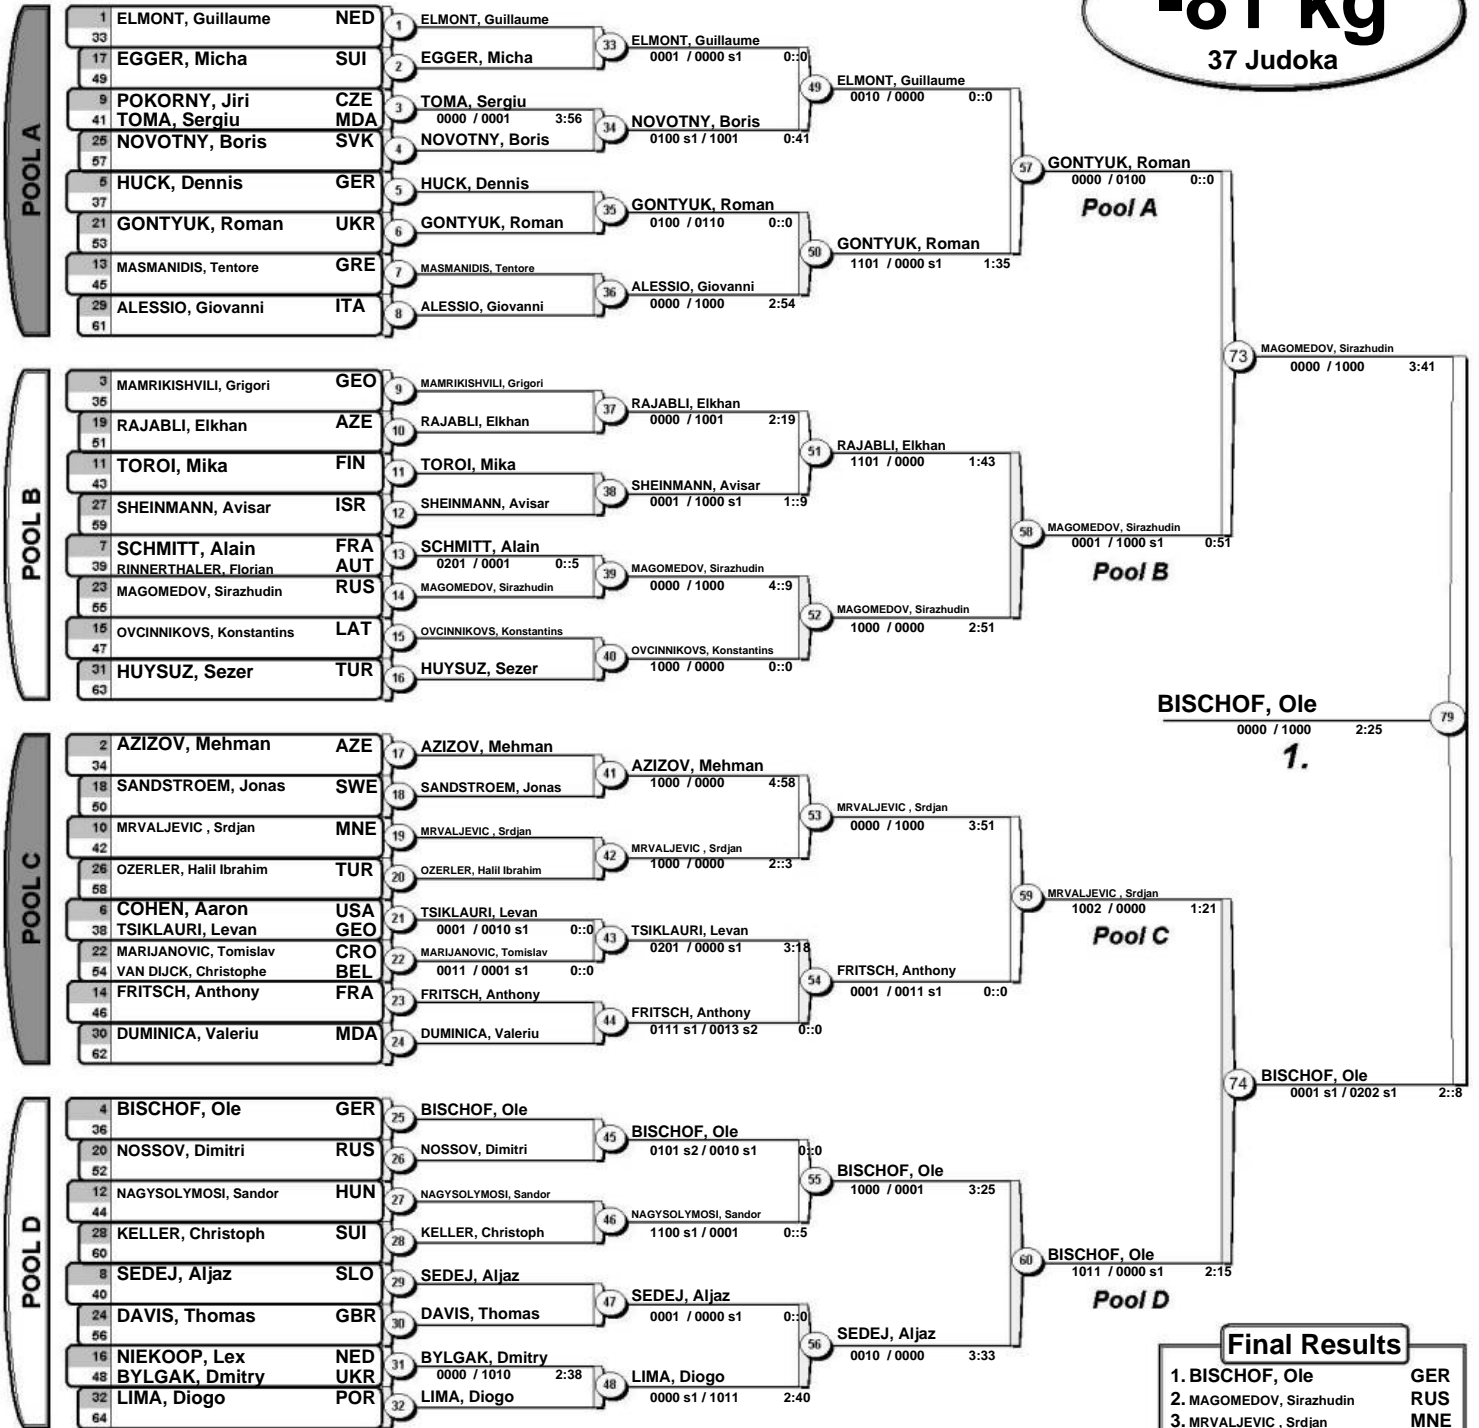 -81 kg
37 Judoka
POOL A
1 ELMONT, Guillaume NED
33
17 EGGER, Micha SUI
49
9 POKORNY, Jiri CZE
41 TOMA, Sergiu MDA
25 NOVOTNY, Boris SVK
57
5 HUCK, Dennis GER
37
21 GONTYUK, Roman UKR
53
13 MASMANIDIS, Tentore GRE
45
29 ALESSIO, Giovanni ITA
61
1 ELMONT, Guillaume
2 EGGER, Micha
3 TOMA, Sergiu
0000 / 0001 3:56
4 NOVOTNY, Boris
5 HUCK, Dennis
6 GONTYUK, Roman
7 MASMANIDIS, Tentore
8 ALESSIO, Giovanni
33 ELMONT, Guillaume
0001 / 0000 s1 0::0
34 NOVOTNY, Boris
0100 s1 / 1001 0:41
35 GONTYUK, Roman
0100 / 0110 0::0
36 ALESSIO, Giovanni
0000 / 1000 2:54
49 ELMONT, Guillaume
0010 / 0000 0::0
50 GONTYUK, Roman
1101 / 0000 s1 1:35
57 GONTYUK, Roman
0000 / 0100 0::0
Pool A
POOL B
3 MAMRIKISHVILI, Grigori GEO
35
19 RAJABLI, Elkhan AZE
51
11 TOROI, Mika FIN
43
27 SHEINMANN, Avisar ISR
59
7 SCHMITT, Alain FRA
39 RINNERTHALER, Florian AUT
23 MAGOMEDOV, Sirazhudin RUS
55
15 OVCINNIKOVS, Konstantins LAT
47
31 HUYSUZ, Sezer TUR
63
9 MAMRIKISHVILI, Grigori
10 RAJABLI, Elkhan
11 TOROI, Mika
12 SHEINMANN, Avisar
13 SCHMITT, Alain
0201 / 0001 0::5
14 MAGOMEDOV, Sirazhudin
15 OVCINNIKOVS, Konstantins
16 HUYSUZ, Sezer
37 RAJABLI, Elkhan
0000 / 1001 2:19
38 SHEINMANN, Avisar
0001 / 1000 s1 1::9
39 MAGOMEDOV, Sirazhudin
0000 / 1000 4::9
40 OVCINNIKOVS, Konstantins
1000 / 0000 0::0
51 RAJABLI, Elkhan
1101 / 0000 1:43
52 MAGOMEDOV, Sirazhudin
1000 / 0000 2:51
58 MAGOMEDOV, Sirazhudin
0001 / 1000 s1 0:51
Pool B
73 MAGOMEDOV, Sirazhudin
0000 / 1000 3:41
BISCHOF, Ole
79
0000 / 1000 2:25
1.
POOL C
2 AZIZOV, Mehman AZE
34
18 SANDSTROEM, Jonas SWE
50
10 MRVALJEVIC , Srdjan MNE
42
26 OZERLER, Halil Ibrahim TUR
58
6 COHEN, Aaron USA
38 TSIKLAURI, Levan GEO
22 MARIJANOVIC, Tomislav CRO
54 VAN DIJCK, Christophe BEL
14 FRITSCH, Anthony FRA
46
30 DUMINICA, Valeriu MDA
62
17 AZIZOV, Mehman
18 SANDSTROEM, Jonas
19 MRVALJEVIC , Srdjan
20 OZERLER, Halil Ibrahim
21 TSIKLAURI, Levan
0001 / 0010 s1 0::0
22 MARIJANOVIC, Tomislav
0011 / 0001 s1 0::0
23 FRITSCH, Anthony
24 DUMINICA, Valeriu
41 AZIZOV, Mehman
1000 / 0000 4:58
42 MRVALJEVIC , Srdjan
1000 / 0000 2::3
43 TSIKLAURI, Levan
0201 / 0000 s1 3:18
44 FRITSCH, Anthony
0111 s1 / 0013 s2 0::0
53 MRVALJEVIC , Srdjan
0000 / 1000 3:51
54 FRITSCH, Anthony
0001 / 0011 s1 0::0
59 MRVALJEVIC , Srdjan
1002 / 0000 1:21
Pool C
74 BISCHOF, Ole
0001 s1 / 0202 s1 2::8
POOL D
4 BISCHOF, Ole GER
36
20 NOSSOV, Dimitri RUS
52
12 NAGYSOLYMOSI, Sandor HUN
44
28 KELLER, Christoph SUI
60
8 SEDEJ, Aljaz SLO
40
24 DAVIS, Thomas GBR
56
16 NIEKOOP, Lex NED
48 BYLGAK, Dmitry UKR
32 LIMA, Diogo POR
64
25 BISCHOF, Ole
26 NOSSOV, Dimitri
27 NAGYSOLYMOSI, Sandor
28 KELLER, Christoph
29 SEDEJ, Aljaz
30 DAVIS, Thomas
31 BYLGAK, Dmitry
0000 / 1010 2:38
32 LIMA, Diogo
45 BISCHOF, Ole
0101 s2 / 0010 s1 0::0
46 NAGYSOLYMOSI, Sandor
1100 s1 / 0001 0::5
47 SEDEJ, Aljaz
0001 / 0000 s1 0::0
48 LIMA, Diogo
0000 s1 / 1011 2:40
55 BISCHOF, Ole
1000 / 0001 3:25
56 SEDEJ, Aljaz
0010 / 0000 3:33
60 BISCHOF, Ole
1011 / 0000 s1 2:15
Pool D
Final Results
1. BISCHOF, Ole GER
2. MAGOMEDOV, Sirazhudin RUS
3. MRVALJEVIC , Srdjan MNE